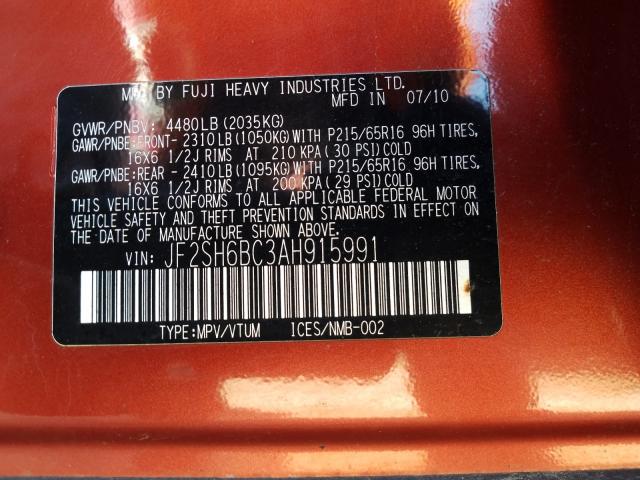 MFD BY FUJI HEAVY INDUSTRIES LTD.
MFD IN 07/10
GVWR/PNBV: 4480LB(2035KG)
GAWR/PNBE:FRONT- 2310LB(1050KG)WITH P215/65R16 96H TIRES,
16X6 1/2J RIMS AT 210 KPA( 30 PSI)COLD
GAWR/PNBE:REAR - 2410LB(1095KG)WITH P215/65R16 96H TIRES,
16X6 1/2J RIMS AT 200 KPA( 29 PSI)COLD
THIS VEHICLE CONFORMS TO ALL APPLICABLE FEDERAL MOTOR
VEHICLE SAFETY AND THEFT PREVENTION STANDARDS IN EFFECT ON
THE DATE OF MANUFACTURE SHOWN ABOVE.
VIN: JF2SH6BC3AH915991
TYPE:MPV/VTUM ICES/NMB-002